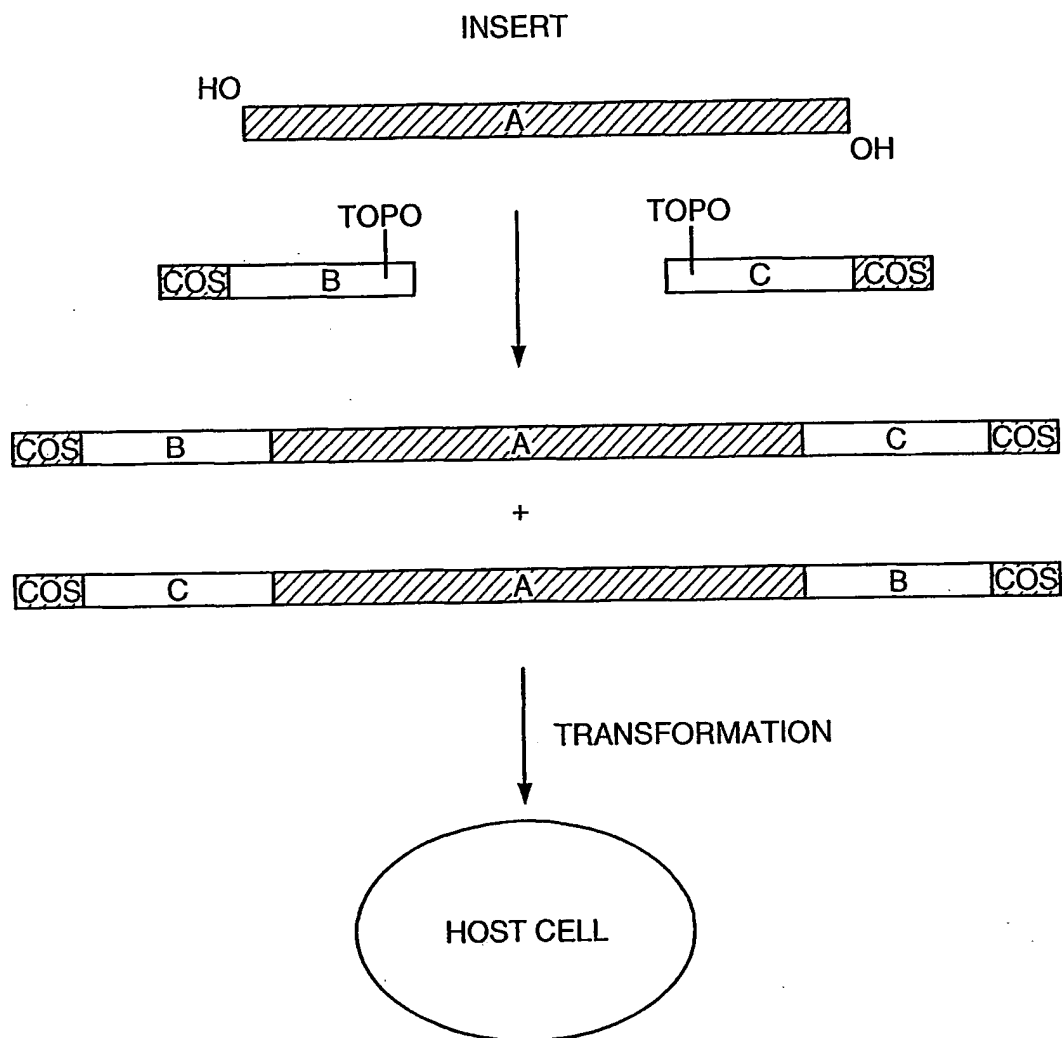 INSERT
HO
A
OH
TOPO TOPO
COS B C COS
COS B A C COS
+
COS C A B COS
TRANSFORMATION
HOST CELL